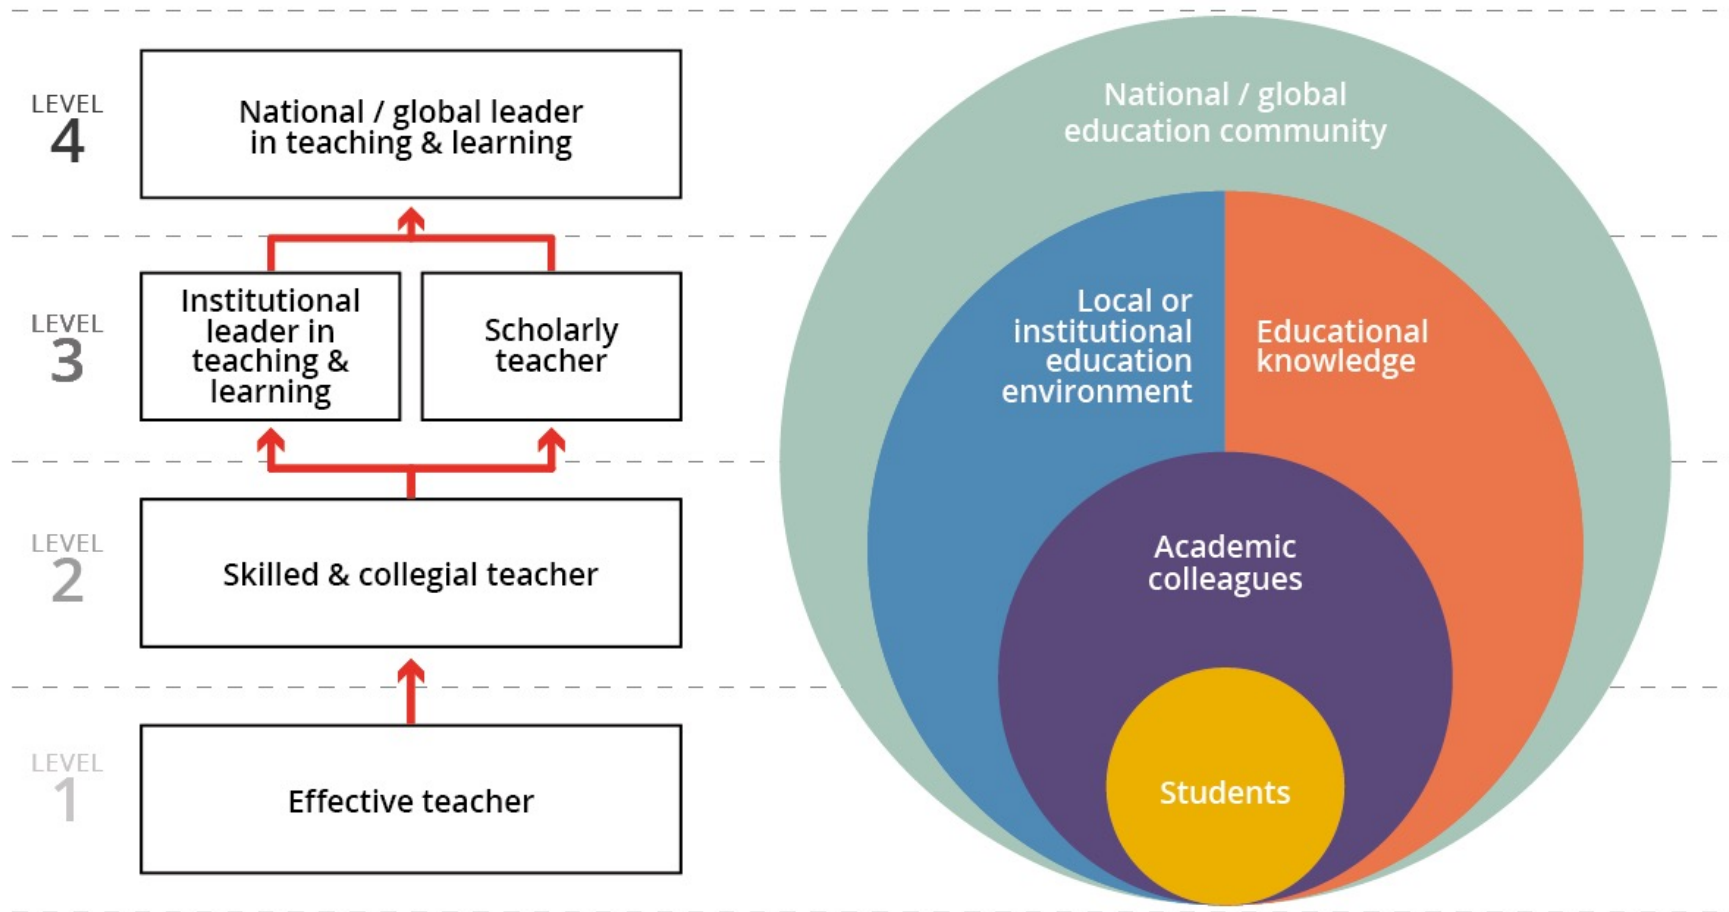 LEVEL
4
National / global leader
in teaching & learning
National / global
education community
LEVEL
3
Institutional
leader in
teaching &
learning
Scholarly
teacher
Local or
institutional
education
environment
Educational
knowledge
LEVEL
2
Skilled & collegial teacher
Academic
colleagues
LEVEL
1
Effective teacher
Students